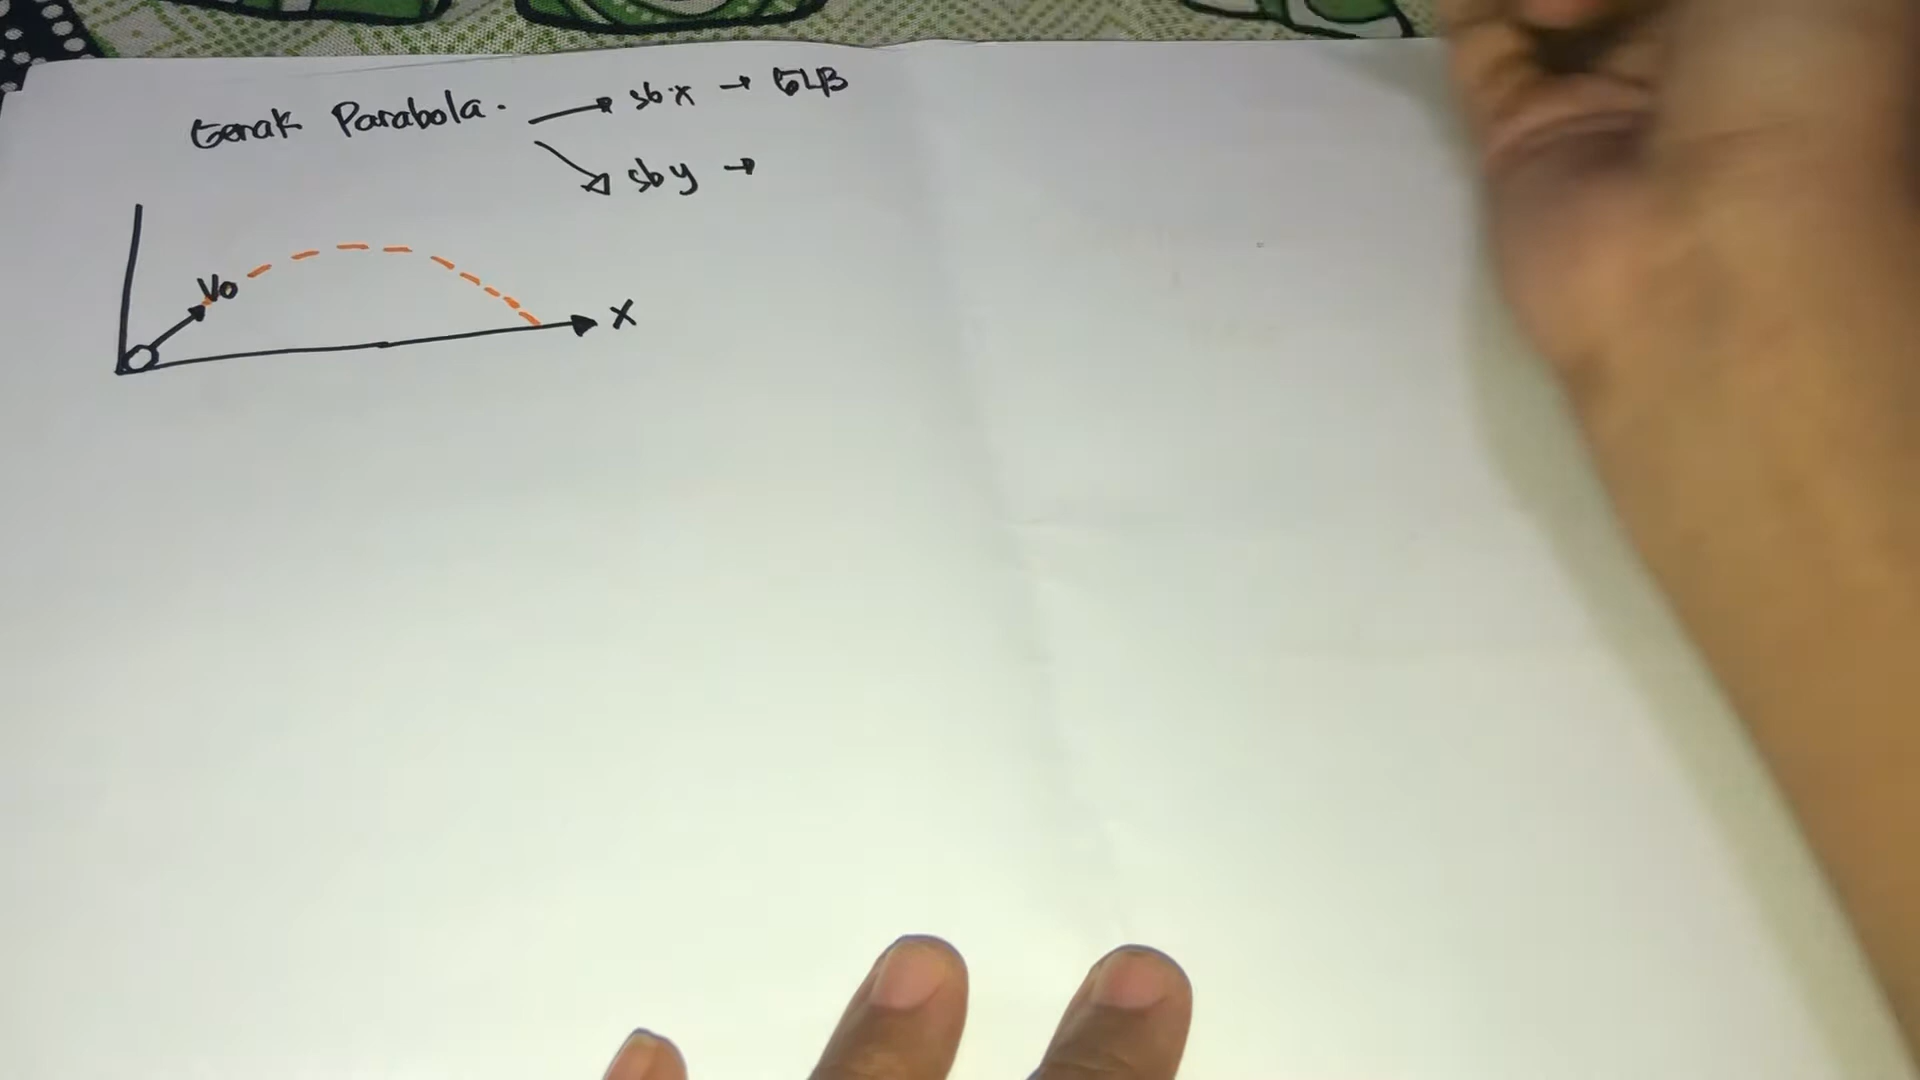 Gerak Parabola. → sb x → GLB
→ sb y →
Vo
X